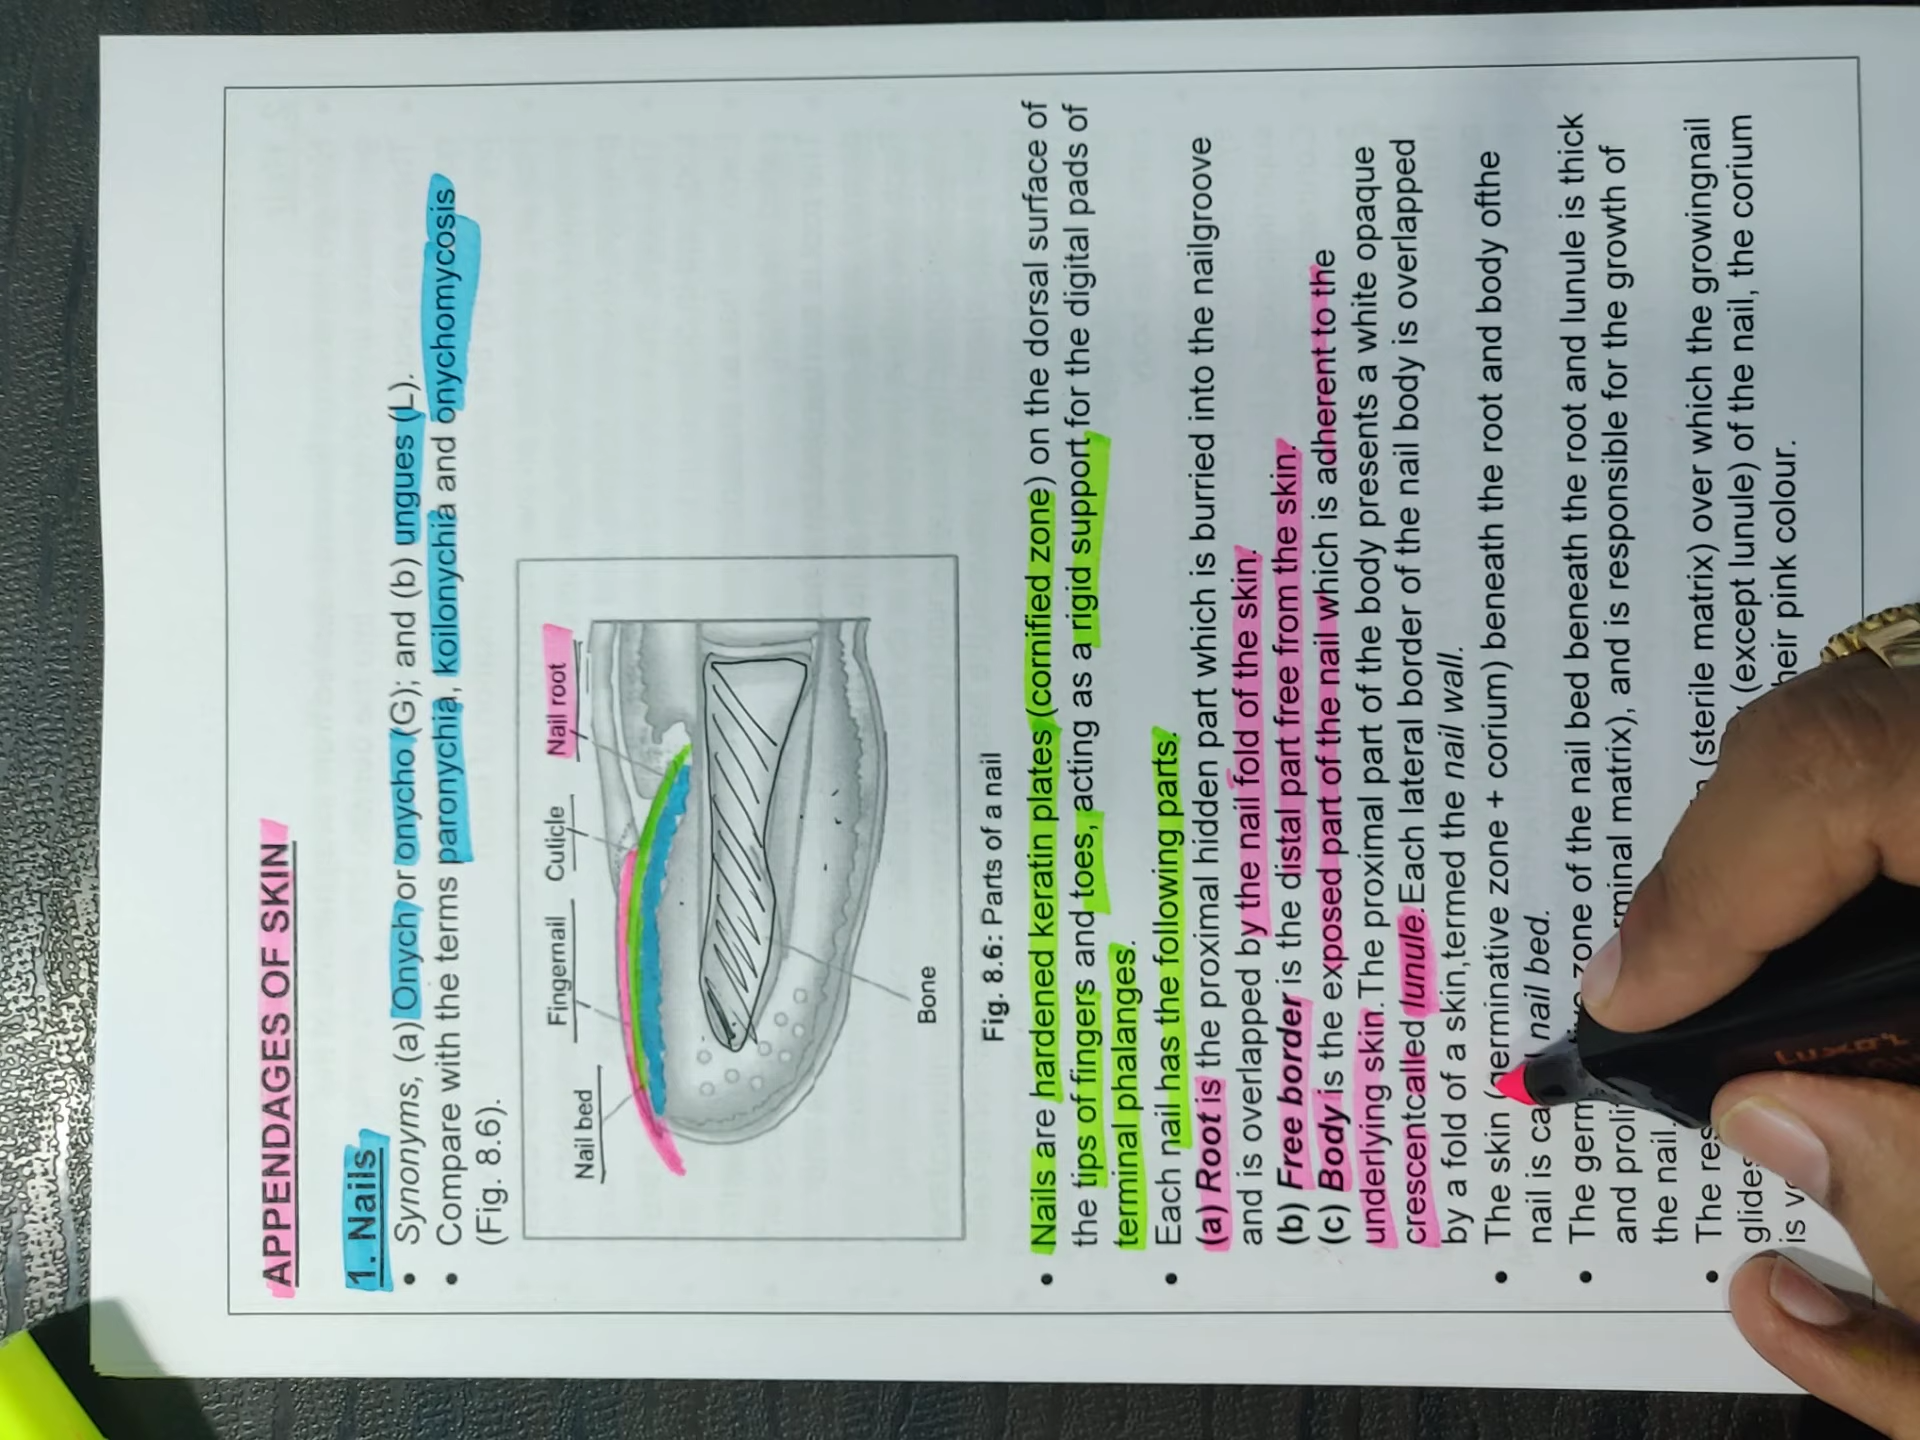 APPENDAGES OF SKIN
1. Nails
• Synonyms, (a) Onych or onycho (G); and (b) ungues (L).
• Compare with the terms paronychia, koilonychia and onychomycosis
(Fig. 8.6).
Nail bed
Fingernail
Cuticle
Nail root
Bone
Fig. 8.6: Parts of a nail
• Nails are hardened keratin plates (cornified zone) on the dorsal surface of
the tips of fingers and toes, acting as a rigid support for the digital pads of
terminal phalanges.
• Each nail has the following parts.
(a) Root is the proximal hidden part which is burried into the nailgroove
and is overlapped by the nail fold of the skin.
(b) Free border is the distal part free from the skin.
(c) Body is the exposed part of the nail which is adherent to the
underlying skin. The proximal part of the body presents a white opaque
crescentcalled lunule. Each lateral border of the nail body is overlapped
by a fold of a skin,termed the nail wall.
• The skin (germinative zone + corium) beneath the root and body ofthe
nail is nail bed.
• The zone of the nail bed beneath the root and lunule is thick
and matrix), and is responsible for the growth of
the nail.
• The (sterile matrix) over which the growingnail
(except lunule) of the nail, the corium
is pink colour.
Luxor